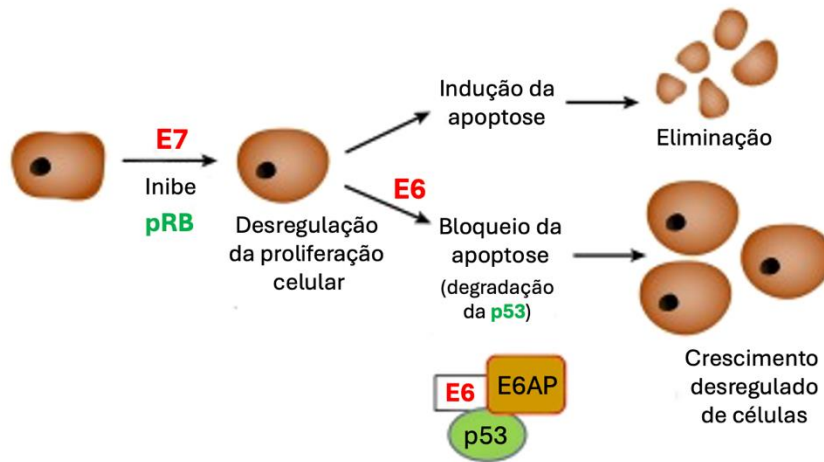 E7
Inibe
pRB
Desregulação
da proliferação
celular
Indução da
apoptose
Eliminação
E6
Bloqueio da
apoptose
(degradação
da p53)
E6
E6AP
p53
Crescimento
desregulado
de células